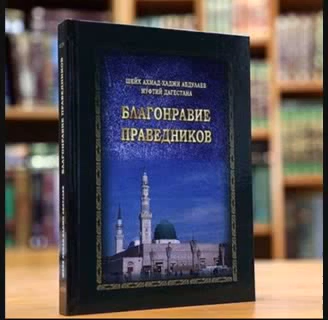 ШЕЙХ АХМАД-ХАДЖИ АБДУЛАЕВ
МУФТИЙ ДАГЕСТАНА
БЛАГОНРАВИЕ
ПРАВЕДНИКОВ
БЛАГОНРАВИЕ ПРАВЕДНИКОВ